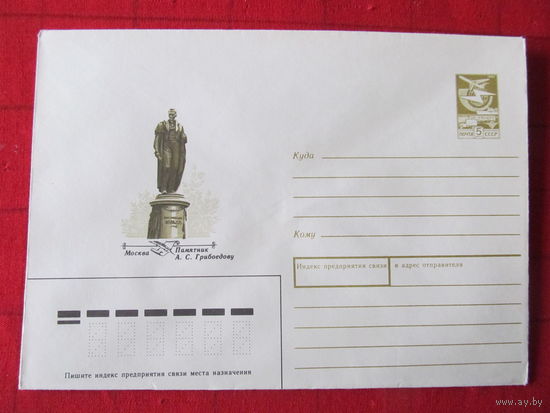 ПОЧТА 5 СССР
Куда
Москва
Памятник
А. С. Грибоедову
Кому
Индекс предприятия связи и адрес отправителя
Пишите индекс предприятия связи места назначения
www.ay.by